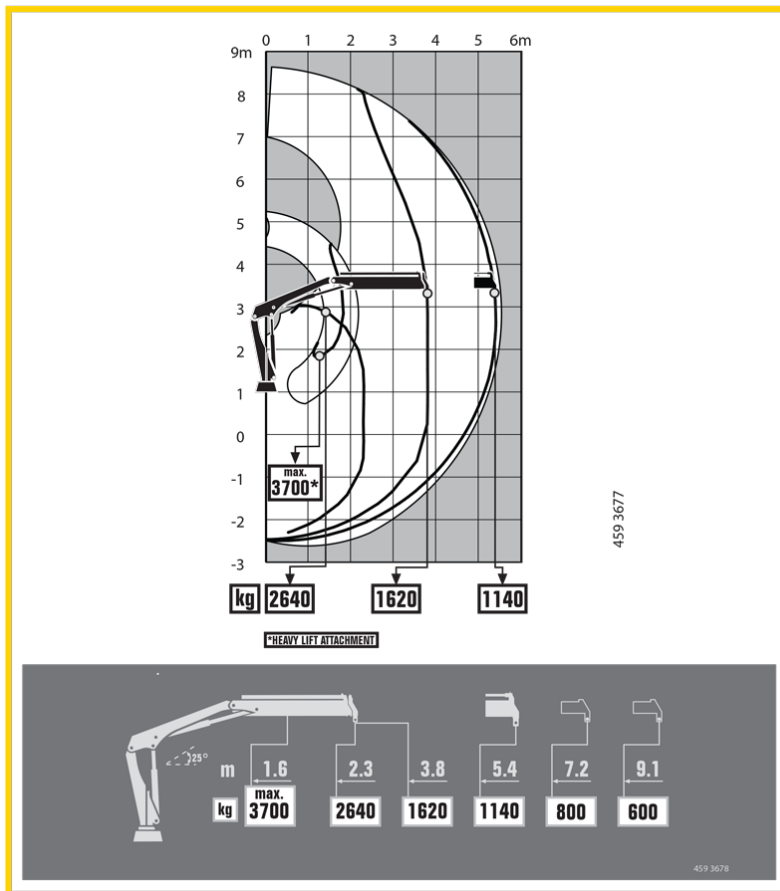 0 1 2 3 4 5 6m
9m
8
7
6
5
4
3
2
1
0
-1
-2
-3
max.
3700*
kg 2640 1620 1140
*HEAVY LIFT ATTACHMENT
459 3677
25°
m 1.6 2.3 3.8 5.4 7.2 9.1
kg max. 3700 2640 1620 1140 800 600
459 3678